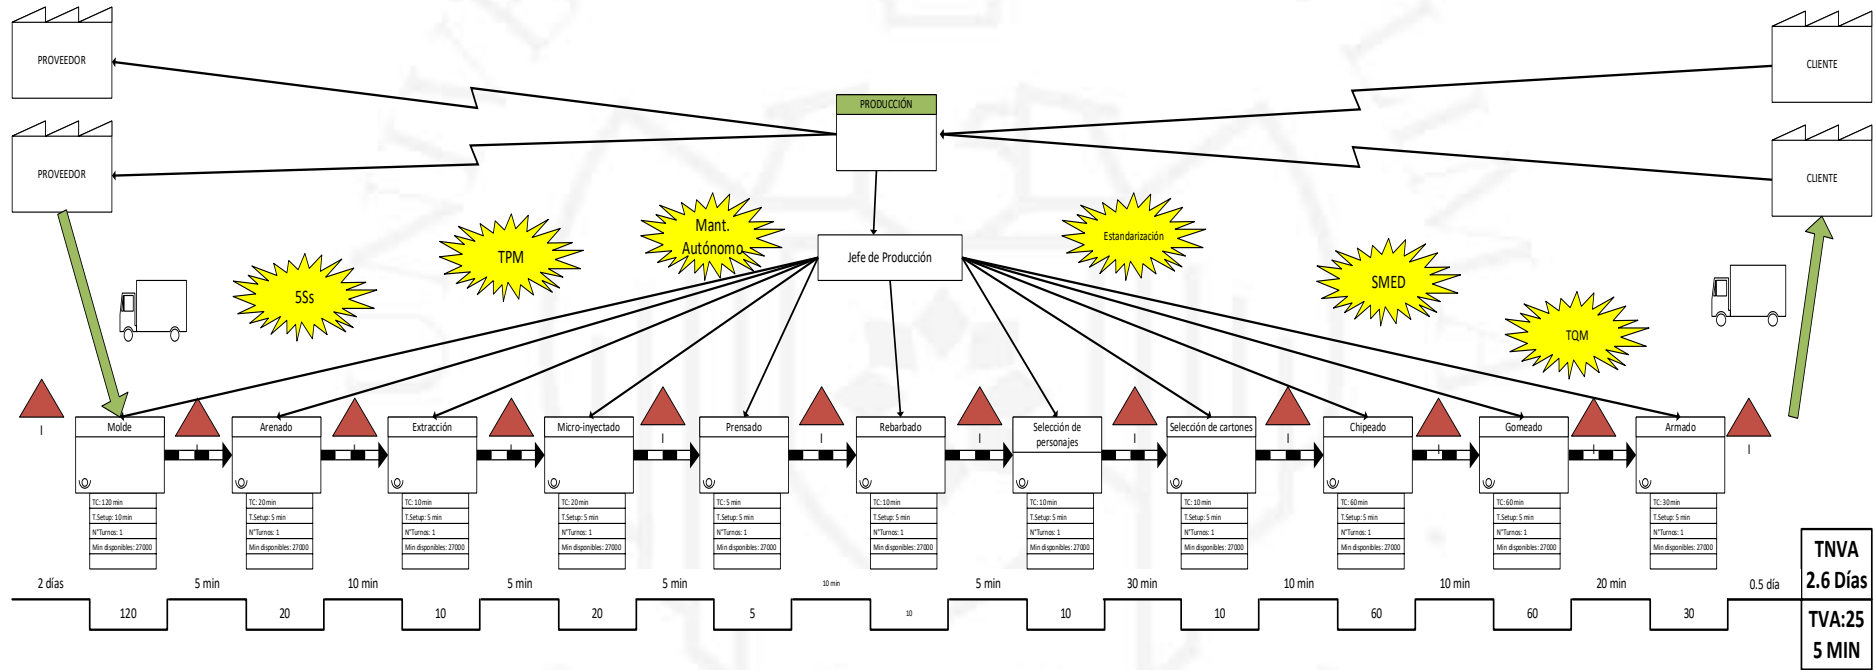 PROVEEDOR
CLIENTE
PRODUCCIÓN
PROVEEDOR
CLIENTE
Mant.
Autónomo
Estandarización
TPM
Jefe de Producción
5Ss
SMED
TQM
I
Molde
I
Arenado
I
Extracción
I
Micro-inyectado
I
Prensado
I
Rebarbado
I
Selección de
personajes
I
Selección de cartones
I
Chipeado
I
Gomeado
I
Armado
I
TC: 120 min
T.Setup: 10 min
N°Turnos: 1
Min disponibles: 27000
TC: 20 min
T.Setup: 5 min
N°Turnos: 1
Min disponibles: 27000
TC: 10 min
T.Setup: 5 min
N°Turnos: 1
Min disponibles: 27000
TC: 20 min
T.Setup: 5 min
N°Turnos: 1
Min disponibles: 27000
TC: 5 min
T.Setup: 5 min
N°Turnos: 1
Min disponibles: 27000
TC: 10 min
T.Setup: 5 min
N°Turnos: 1
Min disponibles: 27000
TC: 10 min
T.Setup: 5 min
N°Turnos: 1
Min disponibles: 27000
TC: 10 min
T.Setup: 5 min
N°Turnos: 1
Min disponibles: 27000
TC: 60 min
T.Setup: 5 min
N°Turnos: 1
Min disponibles: 27000
TC: 60 min
T.Setup: 5 min
N°Turnos: 1
Min disponibles: 27000
TC: 30 min
T.Setup: 5 min
N°Turnos: 1
Min disponibles: 27000
2 días 5 min 10 min 5 min 5 min 10 min 5 min 30 min 10 min 10 min 20 min 0.5 día
120 20 10 20 5 10 10 10 60 60 30
TNVA
2.6 Días
TVA:25
5 MIN